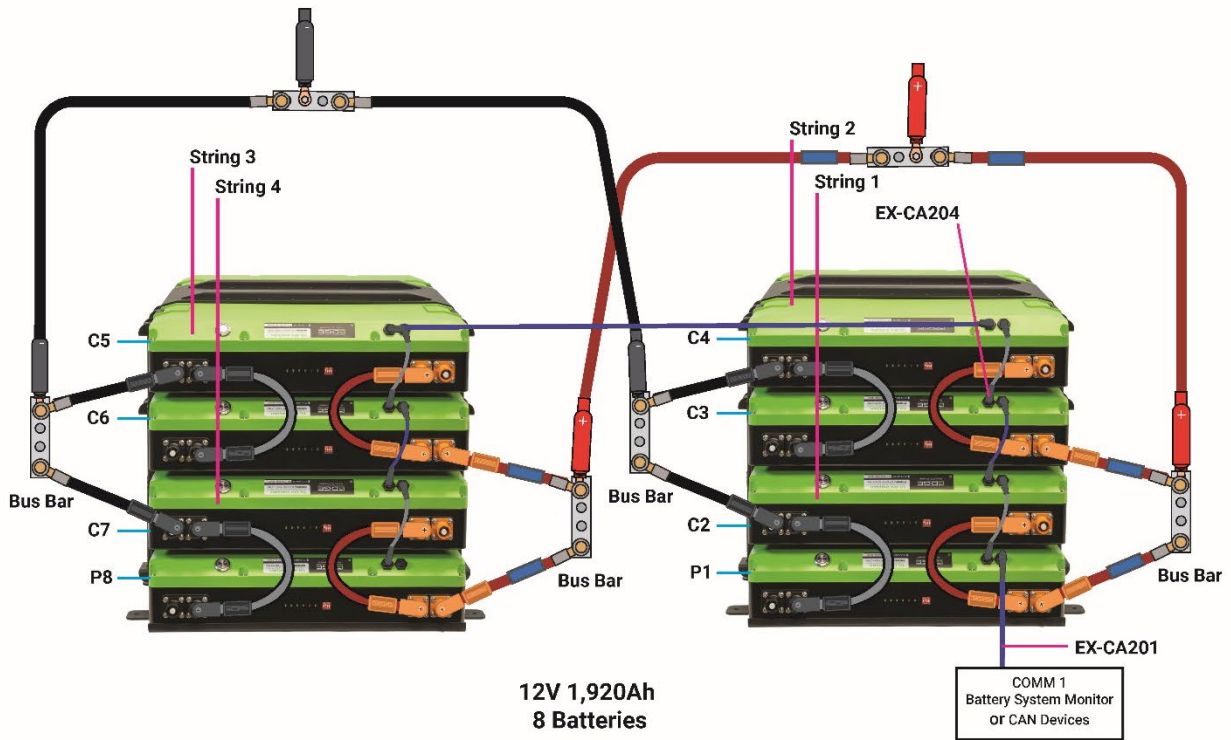 String 2
String 3
String 1
String 4
EX-CA204
C5
C4
C6
C3
Bus Bar
Bus Bar
C7
C2
Bus Bar
Bus Bar
P8
P1
EX-CA201
12V 1,920Ah
8 Batteries
COMM 1
Battery System Monitor
or CAN Devices